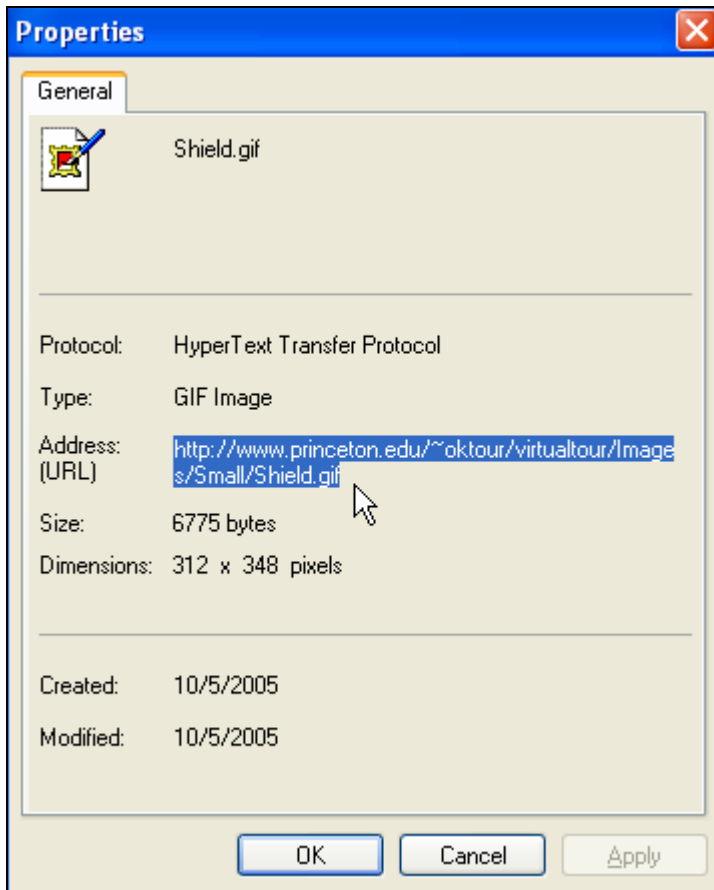 Properties
General
Shield.gif
Protocol: HyperText Transfer Protocol
Type: GIF Image
Address: http://www.princeton.edu/~oktour/virtualtour/Image
(URL) s/Small/Shield.gif
Size: 6775 bytes
Dimensions: 312 x 348 pixels
Created: 10/5/2005
Modified: 10/5/2005
OK Cancel Apply